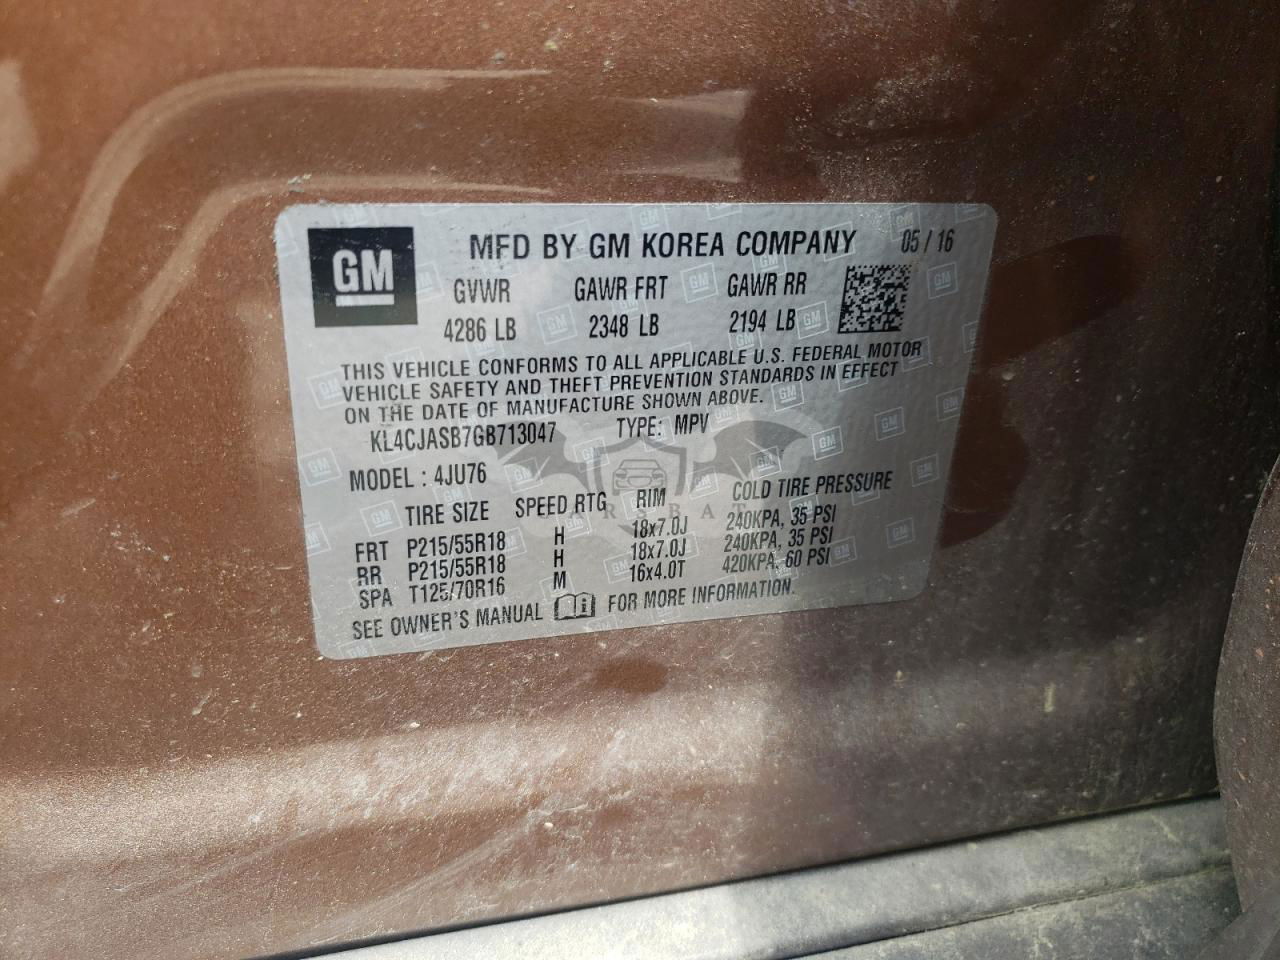 GM
MFD BY GM KOREA COMPANY 05 / 16
GVWR GAWR FRT GAWR RR
4286 LB 2348 LB 2194 LB
THIS VEHICLE CONFORMS TO ALL APPLICABLE U.S. FEDERAL MOTOR
VEHICLE SAFETY AND THEFT PREVENTION STANDARDS IN EFFECT
ON THE DATE OF MANUFACTURE SHOWN ABOVE.
KL4CJASB7GB713047 TYPE: MPV
MODEL : 4JU76
TIRE SIZE SPEED RTG RIM COLD TIRE PRESSURE
FRT P215/55R18 H 18x7.0J 240KPA, 35 PSI
RR P215/55R18 H 18x7.0J 240KPA, 35 PSI
SPA T125/70R16 M 16x4.0T 420KPA, 60 PSI
SEE OWNER'S MANUAL FOR MORE INFORMATION.
CARSBAT